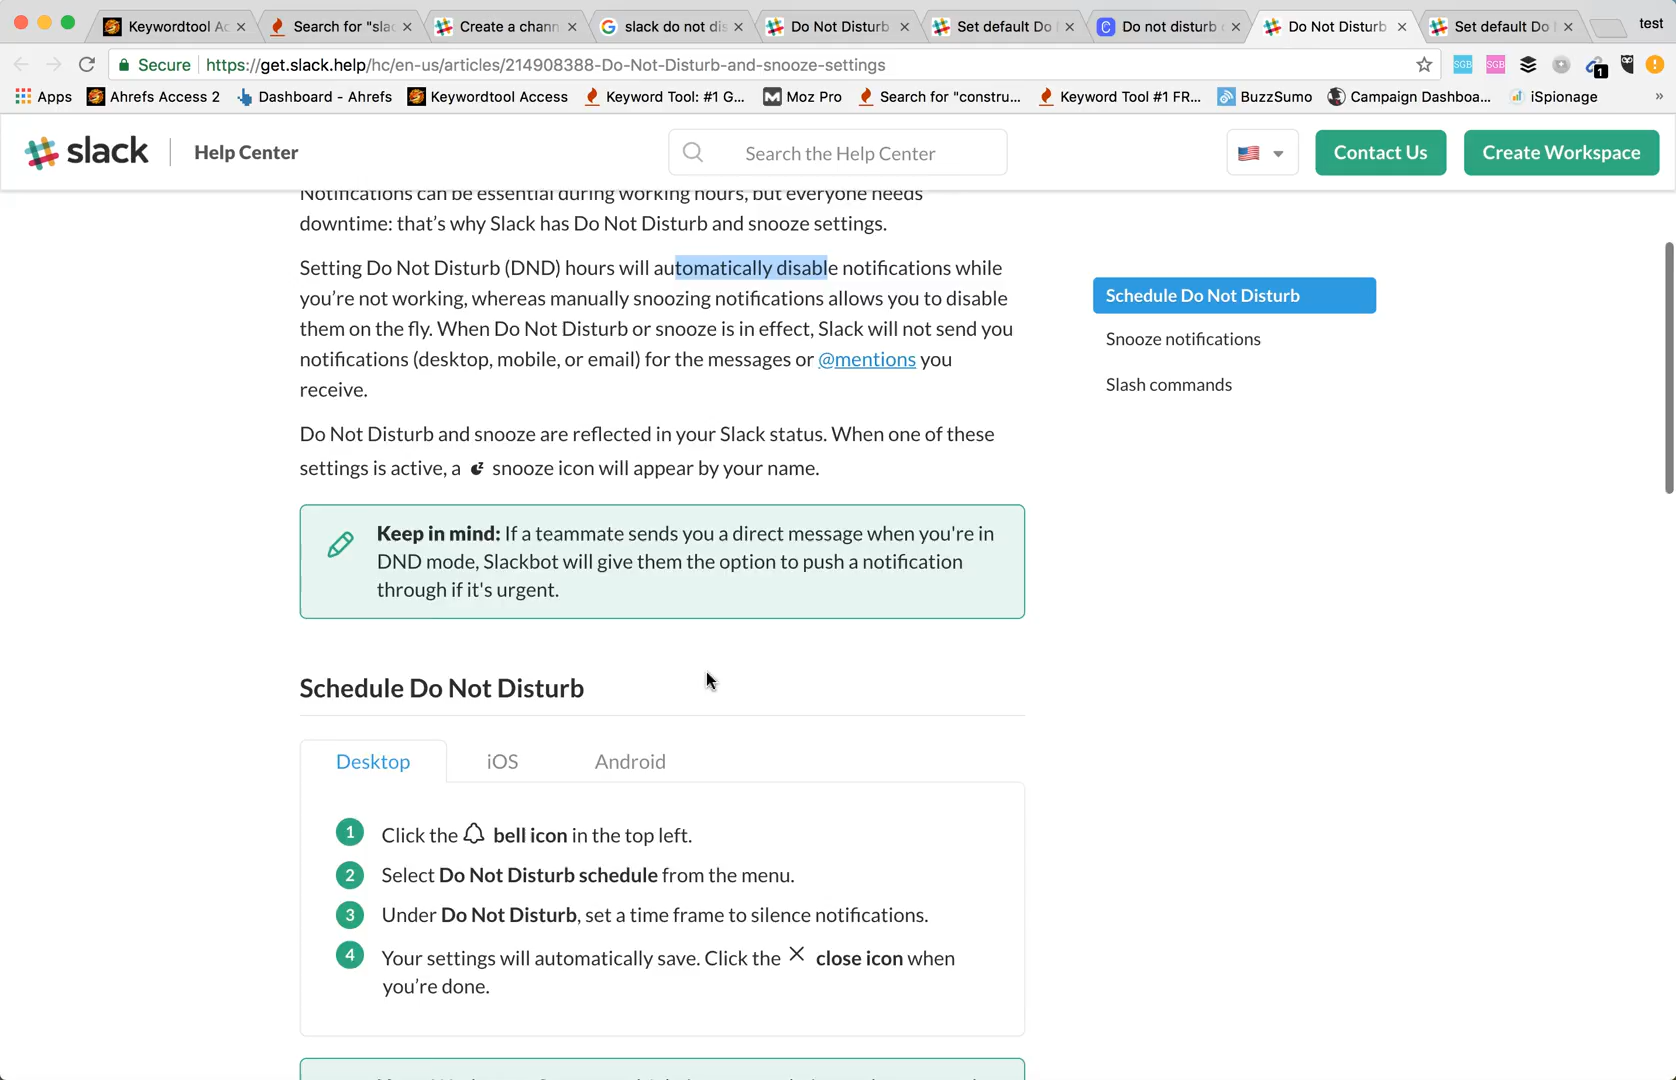 Keywordtool Ac
Search for "slac
Create a chann
slack do not dis
Do Not Disturb
Set default Do
Do not disturb c
Do Not Disturb
Set default Do
test
Secure
https://get.slack.help/hc/en-us/articles/214908388-Do-Not-Disturb-and-snooze-settings
SGB
SGB
1
Apps
Ahrefs Access 2
Dashboard - Ahrefs
Keywordtool Access
Keyword Tool: #1 G...
Moz Pro
Search for "constru...
Keyword Tool #1 FR...
BuzzSumo
Campaign Dashboa...
iSpionage
»
slack
Help Center
Search the Help Center
Contact Us
Create Workspace
Notifications can be essential during working hours, but everyone needs
downtime: that’s why Slack has Do Not Disturb and snooze settings.
Setting Do Not Disturb (DND) hours will automatically disable notifications while
you’re not working, whereas manually snoozing notifications allows you to disable
them on the fly. When Do Not Disturb or snooze is in effect, Slack will not send you
notifications (desktop, mobile, or email) for the messages or @mentions you
receive.
Do Not Disturb and snooze are reflected in your Slack status. When one of these
settings is active, a snooze icon will appear by your name.
Keep in mind: If a teammate sends you a direct message when you're in
DND mode, Slackbot will give them the option to push a notification
through if it's urgent.
Schedule Do Not Disturb
Snooze notifications
Slash commands
Schedule Do Not Disturb
Desktop
iOS
Android
1 Click the bell icon in the top left.
2 Select Do Not Disturb schedule from the menu.
3 Under Do Not Disturb, set a time frame to silence notifications.
4 Your settings will automatically save. Click the close icon when
you’re done.